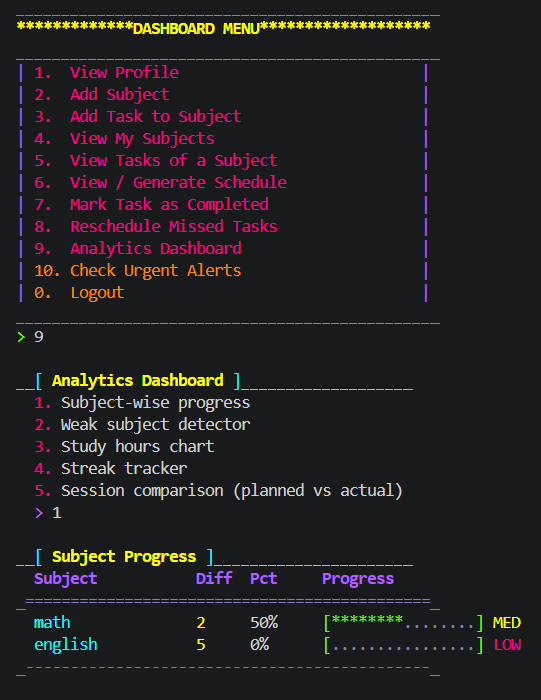 *************DASHBOARD MENU*******************
| 1.  View Profile |
| 2.  Add Subject |
| 3.  Add Task to Subject |
| 4.  View My Subjects |
| 5.  View Tasks of a Subject |
| 6.  View / Generate Schedule |
| 7.  Mark Task as Completed |
| 8.  Reschedule Missed Tasks |
| 9.  Analytics Dashboard |
| 10. Check Urgent Alerts |
| 0.  Logout |
> 9
__[ Analytics Dashboard ]___________________
1. Subject-wise progress
2. Weak subject detector
3. Study hours chart
4. Streak tracker
5. Session comparison (planned vs actual)
> 1
__[ Subject Progress ]______________________
Subject Diff Pct Progress
_=============================================_
math 2 50% [********........] MED
english 5 0% [................] LOW
_---------------------------------------------_